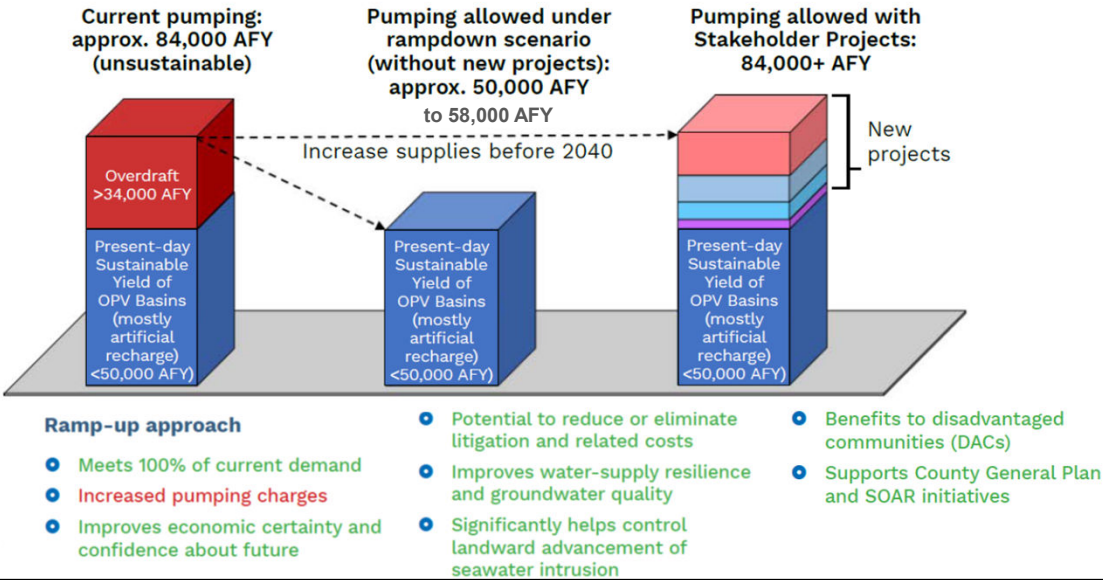 Current pumping:
approx. 84,000 AFY
(unsustainable)
Pumping allowed under
rampdown scenario
(without new projects):
approx. 50,000 AFY
to 58,000 AFY
Pumping allowed with
Stakeholder Projects:
84,000+ AFY
Increase supplies before 2040
New
projects
Overdraft
>34,000 AFY
Present-day
Sustainable
Yield of
OPV Basins
(mostly
artificial
recharge)
<50,000 AFY)
Present-day
Sustainable
Yield of
OPV Basins
(mostly
artificial
recharge)
<50,000 AFY)
Present-day
Sustainable
Yield of
OPV Basins
(mostly
artificial
recharge)
<50,000 AFY)
Ramp-up approach
Meets 100% of current demand
Increased pumping charges
Improves economic certainty and
confidence about future
Potential to reduce or eliminate
litigation and related costs
Improves water-supply resilience
and groundwater quality
Significantly helps control
landward advancement of
seawater intrusion
Benefits to disadvantaged
communities (DACs)
Supports County General Plan
and SOAR initiatives